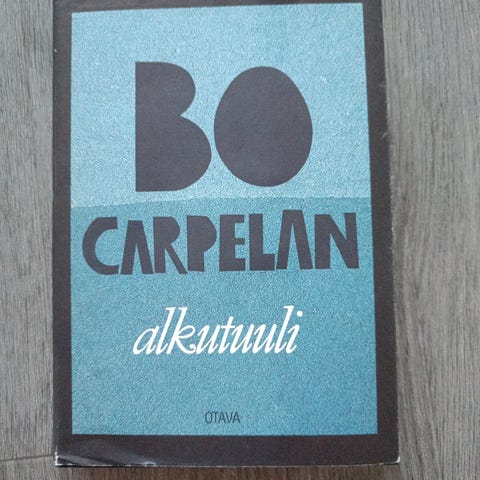 BO
CARPELAN
alkutuuli
OTAVA